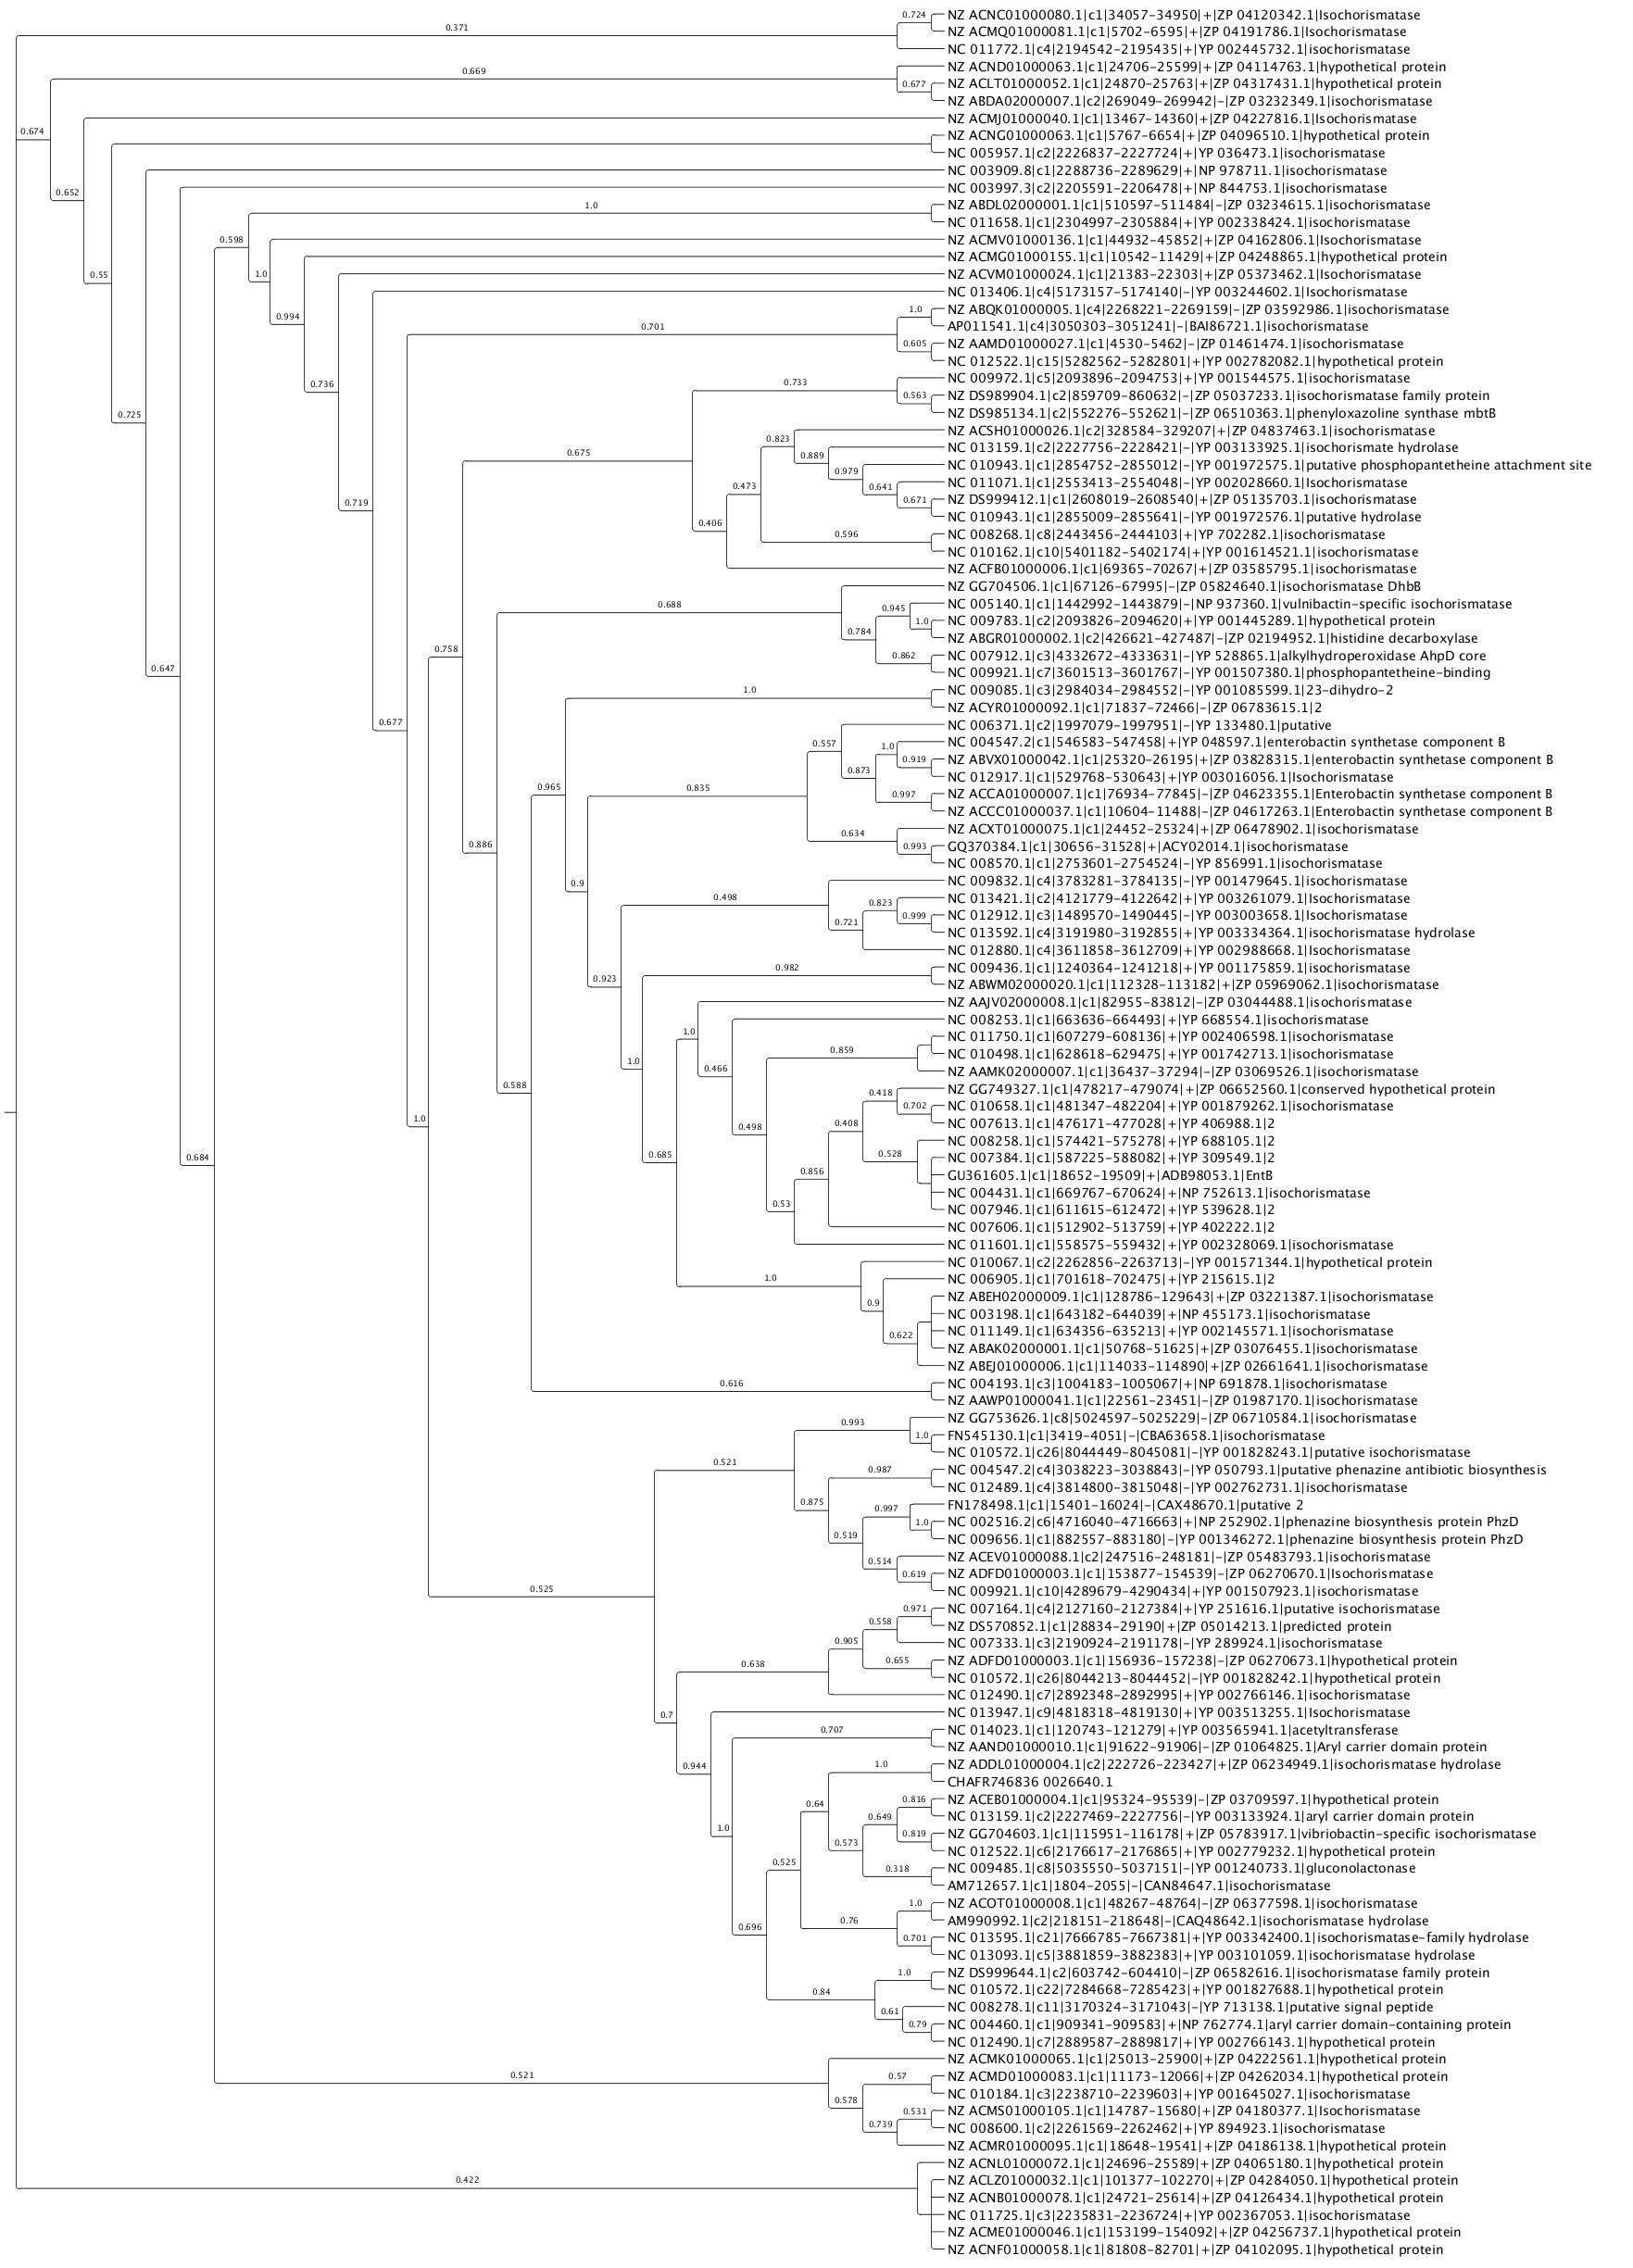 0.724
NZ ACNC01000080.1|c1|34057-34950|+|ZP 04120342.1|Isochorismatase
0.371
NZ ACMQ01000081.1|c1|5702-6595|+|ZP 04191786.1|Isochorismatase
NC 011772.1|c4|2194542-2195435|+|YP 002445732.1|isochorismatase
0.669
NZ ACND01000063.1|c1|24706-25599|+|ZP 04114763.1|hypothetical protein
0.677
NZ ACLT01000052.1|c1|24870-25763|+|ZP 04317431.1|hypothetical protein
NZ ABDA02000007.1|c2|269049-269942|-|ZP 03232349.1|isochorismatase
NZ ACMJ01000040.1|c1|13467-14360|+|ZP 04227816.1|Isochorismatase
0.674
NZ ACNG01000063.1|c1|5767-6654|+|ZP 04096510.1|hypothetical protein
NC 005957.1|c2|2226837-2227724|+|YP 036473.1|isochorismatase
NC 003909.8|c1|2288736-2289629|+|NP 978711.1|isochorismatase
0.652
NC 003997.3|c2|2205591-2206478|+|NP 844753.1|isochorismatase
1.0
NZ ABDL02000001.1|c1|510597-511484|-|ZP 03234615.1|isochorismatase
NC 011658.1|c1|2304997-2305884|+|YP 002338424.1|isochorismatase
0.598
NZ ACMV01000136.1|c1|44932-45852|+|ZP 04162806.1|Isochorismatase
NZ ACMG01000155.1|c1|10542-11429|+|ZP 04248865.1|hypothetical protein
0.55
1.0
NZ ACVM01000024.1|c1|21383-22303|+|ZP 05373462.1|Isochorismatase
NC 013406.1|c4|5173157-5174140|-|YP 003244602.1|Isochorismatase
0.994
1.0
NZ ABQK01000005.1|c4|2268221-2269159|-|ZP 03592986.1|isochorismatase
0.701
AP011541.1|c4|3050303-3051241|-|BAI86721.1|isochorismatase
0.605
NZ AAMD01000027.1|c1|4530-5462|-|ZP 01461474.1|isochorismatase
NC 012522.1|c15|5282562-5282801|+|YP 002782082.1|hypothetical protein
0.736
0.733
NC 009972.1|c5|2093896-2094753|+|YP 001544575.1|isochorismatase
0.563
NZ DS989904.1|c2|859709-860632|-|ZP 05037233.1|isochorismatase family protein
0.725
NZ DS985134.1|c2|552276-552621|-|ZP 06510363.1|phenyloxazoline synthase mbtB
NZ ACSH01000026.1|c2|328584-329207|+|ZP 04837463.1|isochorismatase
0.823
NC 013159.1|c2|2227756-2228421|-|YP 003133925.1|isochorismate hydrolase
0.675
0.889
NC 010943.1|c1|2854752-2855012|-|YP 001972575.1|putative phosphopantetheine attachment site
0.979
NC 011071.1|c1|2553413-2554048|-|YP 002028660.1|Isochorismatase
0.473
0.641
NZ DS999412.1|c1|2608019-2608540|+|ZP 05135703.1|isochorismatase
0.719
0.671
NC 010943.1|c1|2855009-2855641|-|YP 001972576.1|putative hydrolase
0.406
0.596
NC 008268.1|c8|2443456-2444103|+|YP 702282.1|isochorismatase
NC 010162.1|c10|5401182-5402174|+|YP 001614521.1|isochorismatase
NZ ACFB01000006.1|c1|69365-70267|+|ZP 03585795.1|isochorismatase
NZ GG704506.1|c1|67126-67995|-|ZP 05824640.1|isochorismatase DhbB
0.688
0.945
NC 005140.1|c1|1442992-1443879|-|NP 937360.1|vulnibactin-specific isochorismatase
1.0
NC 009783.1|c2|2093826-2094620|+|YP 001445289.1|hypothetical protein
0.784
NZ ABGR01000002.1|c2|426621-427487|-|ZP 02194952.1|histidine decarboxylase
0.758
0.862
NC 007912.1|c3|4332672-4333631|-|YP 528865.1|alkylhydroperoxidase AhpD core
0.647
NC 009921.1|c7|3601513-3601767|-|YP 001507380.1|phosphopantetheine-binding
1.0
NC 009085.1|c3|2984034-2984552|-|YP 001085599.1|23-dihydro-2
NZ ACYR01000092.1|c1|71837-72466|-|ZP 06783615.1|2
0.677
NC 006371.1|c2|1997079-1997951|-|YP 133480.1|putative
0.557
1.0
NC 004547.2|c1|546583-547458|+|YP 048597.1|enterobactin synthetase component B
0.919
NZ ABVX01000042.1|c1|25320-26195|+|ZP 03828315.1|enterobactin synthetase component B
0.873
NC 012917.1|c1|529768-530643|+|YP 003016056.1|Isochorismatase
0.965
0.835
0.997
NZ ACCA01000007.1|c1|76934-77845|-|ZP 04623355.1|Enterobactin synthetase component B
NZ ACCC01000037.1|c1|10604-11488|-|ZP 04617263.1|Enterobactin synthetase component B
0.634
NZ ACXT01000075.1|c1|24452-25324|+|ZP 06478902.1|isochorismatase
0.886
0.993
GQ370384.1|c1|30656-31528|+|ACY02014.1|isochorismatase
NC 008570.1|c1|2753601-2754524|-|YP 856991.1|isochorismatase
0.9
NC 009832.1|c4|3783281-3784135|-|YP 001479645.1|isochorismatase
0.498
0.823
NC 013421.1|c2|4121779-4122642|+|YP 003261079.1|Isochorismatase
0.999
NC 012912.1|c3|1489570-1490445|-|YP 003003658.1|Isochorismatase
0.721
NC 013592.1|c4|3191980-3192855|+|YP 003334364.1|isochorismatase hydrolase
NC 012880.1|c4|3611858-3612709|+|YP 002988668.1|Isochorismatase
0.923
0.982
NC 009436.1|c1|1240364-1241218|+|YP 001175859.1|isochorismatase
NZ ABWM02000020.1|c1|112328-113182|+|ZP 05969062.1|isochorismatase
NZ AAJV02000008.1|c1|82955-83812|-|ZP 03044488.1|isochorismatase
NC 008253.1|c1|663636-664493|+|YP 668554.1|isochorismatase
1.0
NC 011750.1|c1|607279-608136|+|YP 002406598.1|isochorismatase
0.859
NC 010498.1|c1|628618-629475|+|YP 001742713.1|isochorismatase
1.0
0.466
NZ AAMK02000007.1|c1|36437-37294|-|ZP 03069526.1|isochorismatase
0.588
0.418
NZ GG749327.1|c1|478217-479074|+|ZP 06652560.1|conserved hypothetical protein
0.702
NC 010658.1|c1|481347-482204|+|YP 001879262.1|isochorismatase
1.0
0.498
0.408
NC 007613.1|c1|476171-477028|+|YP 406988.1|2
NC 008258.1|c1|574421-575278|+|YP 688105.1|2
0.684
0.685
0.528
NC 007384.1|c1|587225-588082|+|YP 309549.1|2
0.856
GU361605.1|c1|18652-19509|+|ADB98053.1|EntB
NC 004431.1|c1|669767-670624|+|NP 752613.1|isochorismatase
0.53
NC 007946.1|c1|611615-612472|+|YP 539628.1|2
NC 007606.1|c1|512902-513759|+|YP 402222.1|2
NC 011601.1|c1|558575-559432|+|YP 002328069.1|isochorismatase
NC 010067.1|c2|2262856-2263713|-|YP 001571344.1|hypothetical protein
1.0
NC 006905.1|c1|701618-702475|+|YP 215615.1|2
0.9
NZ ABEH02000009.1|c1|128786-129643|+|ZP 03221387.1|isochorismatase
NC 003198.1|c1|643182-644039|+|NP 455173.1|isochorismatase
0.622
NC 011149.1|c1|634356-635213|+|YP 002145571.1|isochorismatase
NZ ABAK02000001.1|c1|50768-51625|+|ZP 03076455.1|isochorismatase
NZ ABEJ01000006.1|c1|114033-114890|+|ZP 02661641.1|isochorismatase
0.616
NC 004193.1|c3|1004183-1005067|+|NP 691878.1|isochorismatase
NZ AAWP01000041.1|c1|22561-23451|-|ZP 01987170.1|isochorismatase
0.993
NZ GG753626.1|c8|5024597-5025229|-|ZP 06710584.1|isochorismatase
1.0
FN545130.1|c1|3419-4051|-|CBA63658.1|isochorismatase
NC 010572.1|c26|8044449-8045081|-|YP 001828243.1|putative isochorismatase
0.521
0.987
NC 004547.2|c4|3038223-3038843|-|YP 050793.1|putative phenazine antibiotic biosynthesis
NC 012489.1|c4|3814800-3815048|-|YP 002762731.1|isochorismatase
0.875
0.997
FN178498.1|c1|15401-16024|-|CAX48670.1|putative 2
1.0
NC 002516.2|c6|4716040-4716663|+|NP 252902.1|phenazine biosynthesis protein PhzD
0.519
NC 009656.1|c1|882557-883180|-|YP 001346272.1|phenazine biosynthesis protein PhzD
0.514
NZ ACEV01000088.1|c2|247516-248181|-|ZP 05483793.1|isochorismatase
0.619
NZ ADFD01000003.1|c1|153877-154539|-|ZP 06270670.1|Isochorismatase
0.525
NC 009921.1|c10|4289679-4290434|+|YP 001507923.1|isochorismatase
0.971
NC 007164.1|c4|2127160-2127384|+|YP 251616.1|putative isochorismatase
0.558
NZ DS570852.1|c1|28834-29190|+|ZP 05014213.1|predicted protein
0.905
NC 007333.1|c3|2190924-2191178|-|YP 289924.1|isochorismatase
0.638
0.655
NZ ADFD01000003.1|c1|156936-157238|-|ZP 06270673.1|hypothetical protein
NC 010572.1|c26|8044213-8044452|-|YP 001828242.1|hypothetical protein
NC 012490.1|c7|2892348-2892995|+|YP 002766146.1|isochorismatase
0.7
NC 013947.1|c9|4818318-4819130|+|YP 003513255.1|Isochorismatase
0.707
NC 014023.1|c1|120743-121279|+|YP 003565941.1|acetyltransferase
NZ AAND01000010.1|c1|91622-91906|-|ZP 01064825.1|Aryl carrier domain protein
0.944
1.0
NZ ADDL01000004.1|c2|222726-223427|+|ZP 06234949.1|isochorismatase hydrolase
CHAFR746836 0026640.1
0.816
NZ ACEB01000004.1|c1|95324-95539|-|ZP 03709597.1|hypothetical protein
0.64
0.649
NC 013159.1|c2|2227469-2227756|-|YP 003133924.1|aryl carrier domain protein
1.0
0.819
NZ GG704603.1|c1|115951-116178|+|ZP 05783917.1|vibriobactin-specific isochorismatase
0.573
NC 012522.1|c6|2176617-2176865|+|YP 002779232.1|hypothetical protein
0.525
0.318
NC 009485.1|c8|5035550-5037151|-|YP 001240733.1|gluconolactonase
AM712657.1|c1|1804-2055|-|CAN84647.1|isochorismatase
1.0
NZ ACOT01000008.1|c1|48267-48764|-|ZP 06377598.1|isochorismatase
0.76
AM990992.1|c2|218151-218648|-|CAQ48642.1|isochorismatase hydrolase
0.696
0.701
NC 013595.1|c21|7666785-7667381|+|YP 003342400.1|isochorismatase-family hydrolase
NC 013093.1|c5|3881859-3882383|+|YP 003101059.1|isochorismatase hydrolase
1.0
NZ DS999644.1|c2|603742-604410|-|ZP 06582616.1|isochorismatase family protein
0.84
NC 010572.1|c22|7284668-7285423|+|YP 001827688.1|hypothetical protein
0.61
NC 008278.1|c11|3170324-3171043|-|YP 713138.1|putative signal peptide
0.79
NC 004460.1|c1|909341-909583|+|NP 762774.1|aryl carrier domain-containing protein
NC 012490.1|c7|2889587-2889817|+|YP 002766143.1|hypothetical protein
NZ ACMK01000065.1|c1|25013-25900|+|ZP 04222561.1|hypothetical protein
0.521
0.57
NZ ACMD01000083.1|c1|11173-12066|+|ZP 04262034.1|hypothetical protein
NC 010184.1|c3|2238710-2239603|+|YP 001645027.1|isochorismatase
0.578
0.531
NZ ACMS01000105.1|c1|14787-15680|+|ZP 04180377.1|Isochorismatase
0.739
NC 008600.1|c2|2261569-2262462|+|YP 894923.1|isochorismatase
NZ ACMR01000095.1|c1|18648-19541|+|ZP 04186138.1|hypothetical protein
NZ ACNL01000072.1|c1|24696-25589|+|ZP 04065180.1|hypothetical protein
0.422
NZ ACLZ01000032.1|c1|101377-102270|+|ZP 04284050.1|hypothetical protein
NZ ACNB01000078.1|c1|24721-25614|+|ZP 04126434.1|hypothetical protein
NC 011725.1|c3|2235831-2236724|+|YP 002367053.1|isochorismatase
NZ ACME01000046.1|c1|153199-154092|+|ZP 04256737.1|hypothetical protein
NZ ACNF01000058.1|c1|81808-82701|+|ZP 04102095.1|hypothetical protein